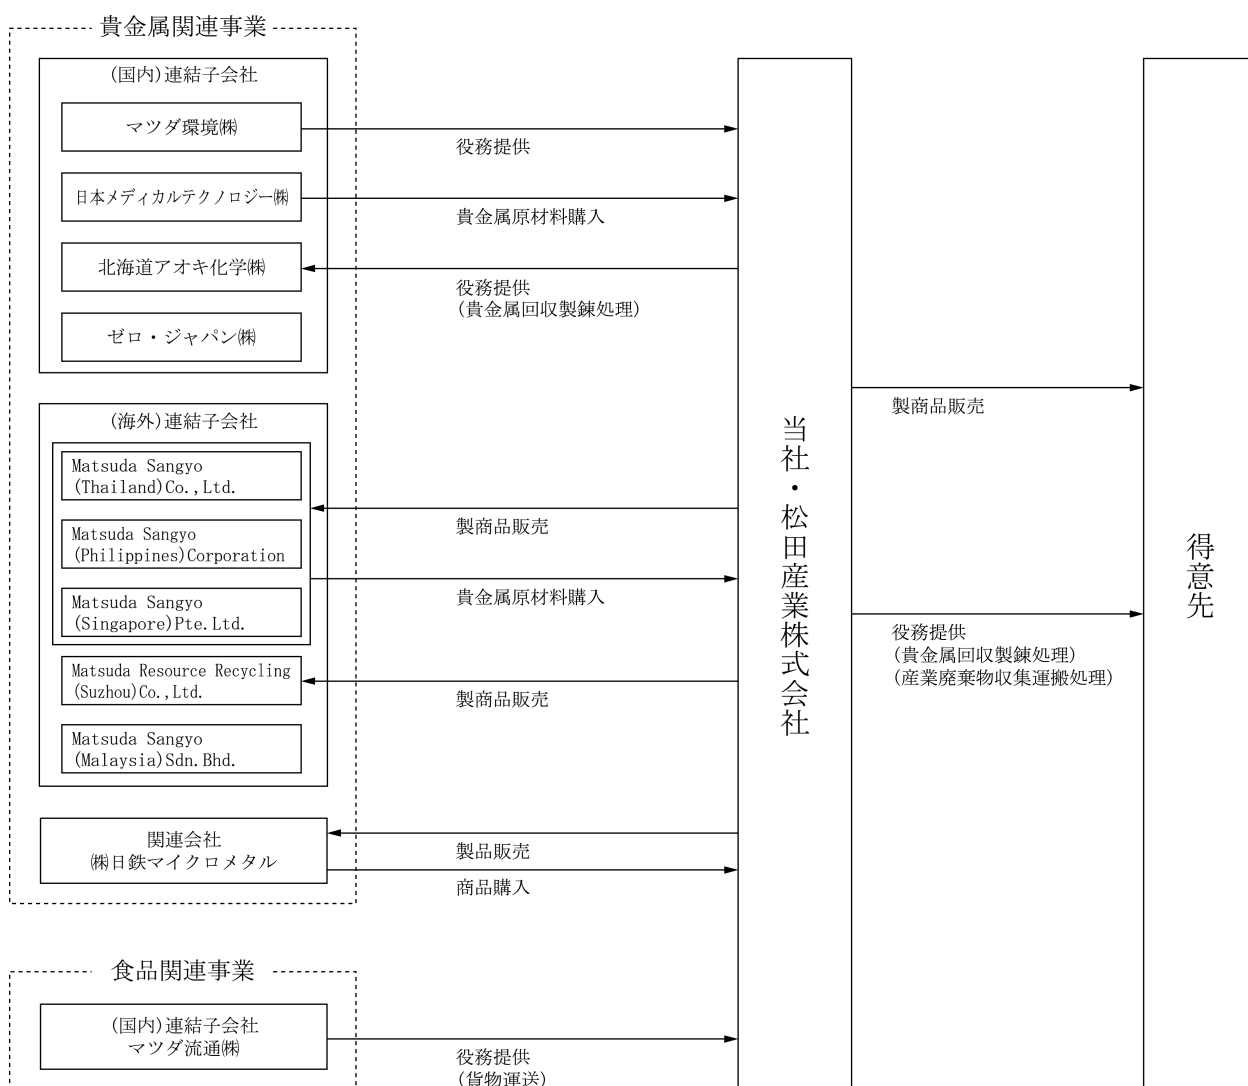 貴金属関連事業
(国内)連結子会社
マツダ環境㈱
役務提供
日本メディカルテクノロジー㈱
貴金属原材料購入
北海道アオキ化学㈱
役務提供
(貴金属回収製錬処理)
ゼロ・ジャパン㈱
(海外)連結子会社
Matsuda Sangyo
(Thailand)Co.,Ltd.
Matsuda Sangyo
(Philippines)Corporation
Matsuda Sangyo
(Singapore)Pte.Ltd.
製商品販売
貴金属原材料購入
Matsuda Resource Recycling
(Suzhou)Co.,Ltd.
製商品販売
Matsuda Sangyo
(Malaysia)Sdn.Bhd.
関連会社
㈱日鉄マイクロメタル
製品販売
商品購入
食品関連事業
(国内)連結子会社
マツダ流通㈱
役務提供
(貨物運送)
当社・松田産業株式会社
製商品販売
役務提供
(貴金属回収製錬処理)
(産業廃棄物収集運搬処理)
得意先